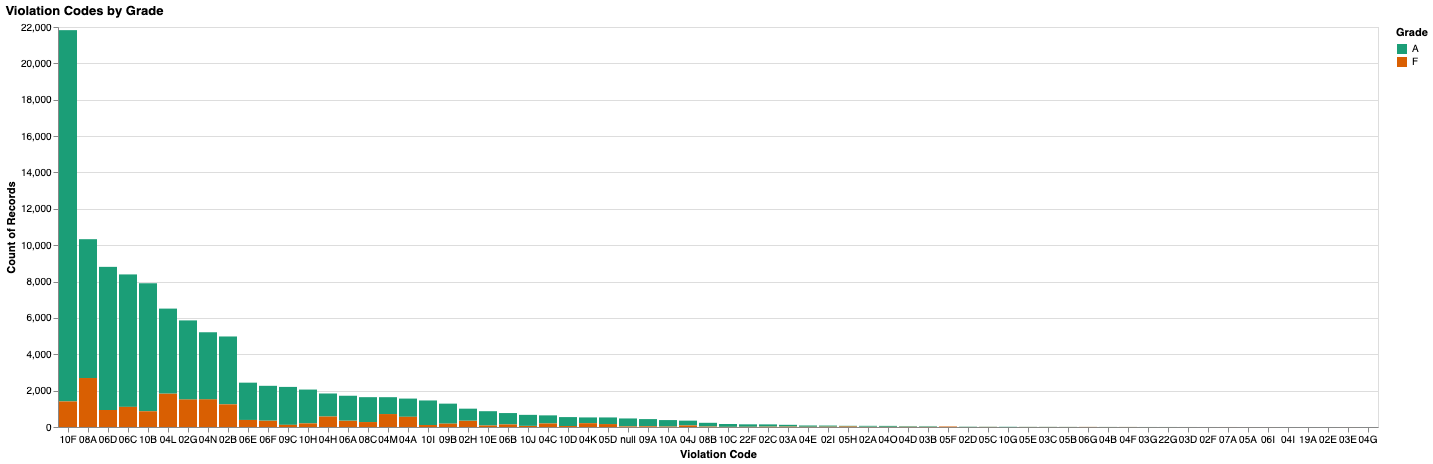 Violation Codes by Grade
22,000
20,000
18,000
16,000
14,000
12,000
10,000
8,000
6,000
4,000
2,000
0
Count of Records
10F 08A 06D 06C 10B 04L 02G 04N 02B 06E 06F 09C 10H 04H 06A 08C 04M 04A 10I 09B 02H 10E 06B 10J 04C 10D 04K 05D null 09A 10A 04J 08B 10C 22F 02C 03A 04E 02I 05H 02A 04O 04D 03B 05F 02D 05C 10G 05E 03C 05B 06G 04B 04F 03G 22G 03D 02F 07A 05A 06I 04I 19A 02E 03E 04G
Violation Code
Grade
A
F